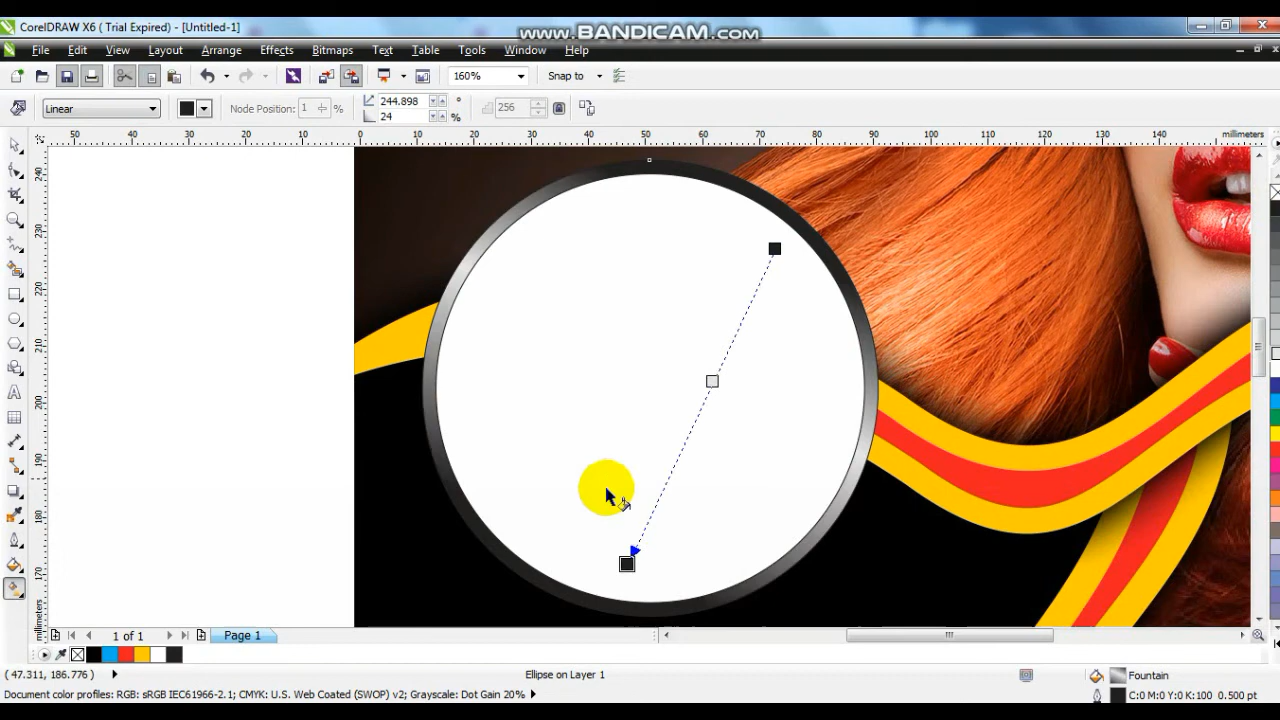 CorelDRAW X6 ( Trial Expired) - [Untitled-1]
www.BANDICAM.com
File Edit View Layout Arrange Effects Bitmaps Text Table Tools Window Help
160% Snap to
Linear Node Position: 1 % 244.898 ° 256
24 %
50 40 30 20 10 0 10 20 30 40 50 60 70 80 90 100 110 120 130 140 millimeters
240
230
220
210
200
190
180
170
millimeters
1 of 1 Page 1
( 47.311, 186.776 ) Ellipse on Layer 1 Fountain
Document color profiles: RGB: sRGB IEC61966-2.1; CMYK: U.S. Web Coated (SWOP) v2; Grayscale: Dot Gain 20% C:0 M:0 Y:0 K:100 0.500 pt